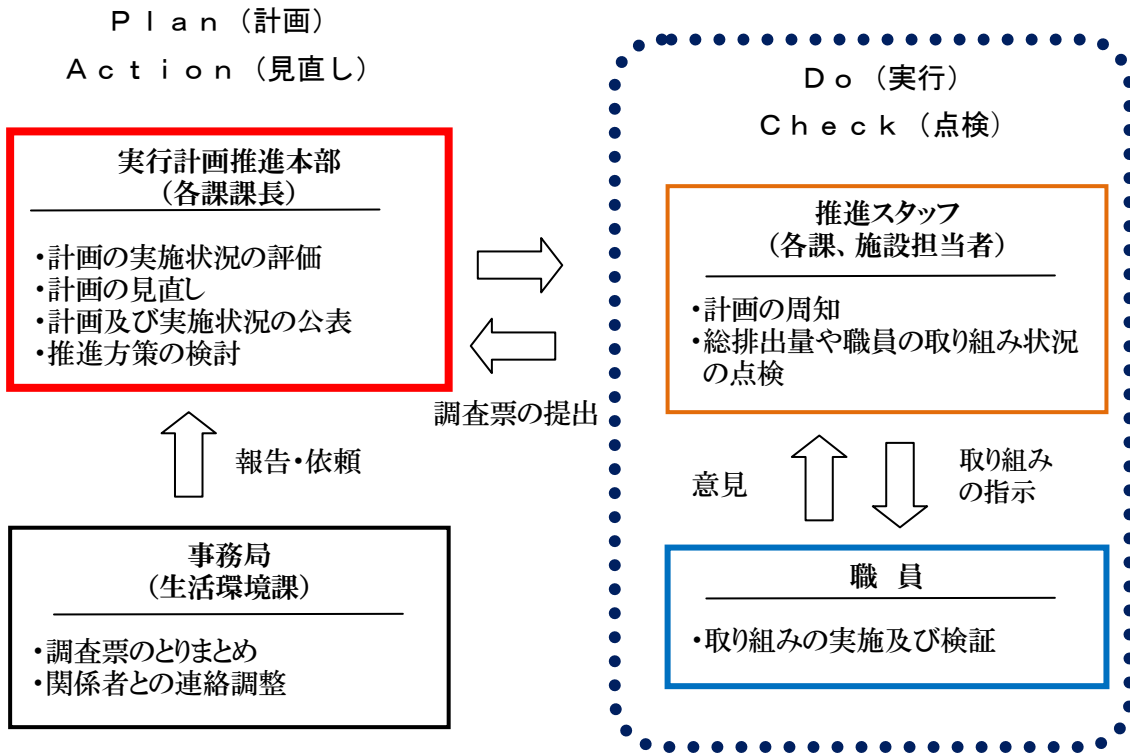 Ｐｌａｎ（計画）
Ａｃｔｉｏｎ（見直し）
実行計画推進本部
（各課課長）
・計画の実施状況の評価
・計画の見直し
・計画及び実施状況の公表
・推進方策の検討
調査票の提出
報告・依頼
事務局
（生活環境課）
・調査票のとりまとめ
・関係者との連絡調整
Ｄｏ（実行）
Ｃｈｅｃｋ（点検）
推進スタッフ
（各課、施設担当者）
・計画の周知
・総排出量や職員の取り組み状況
の点検
意見
取り組み
の指示
職　員
・取り組みの実施及び検証